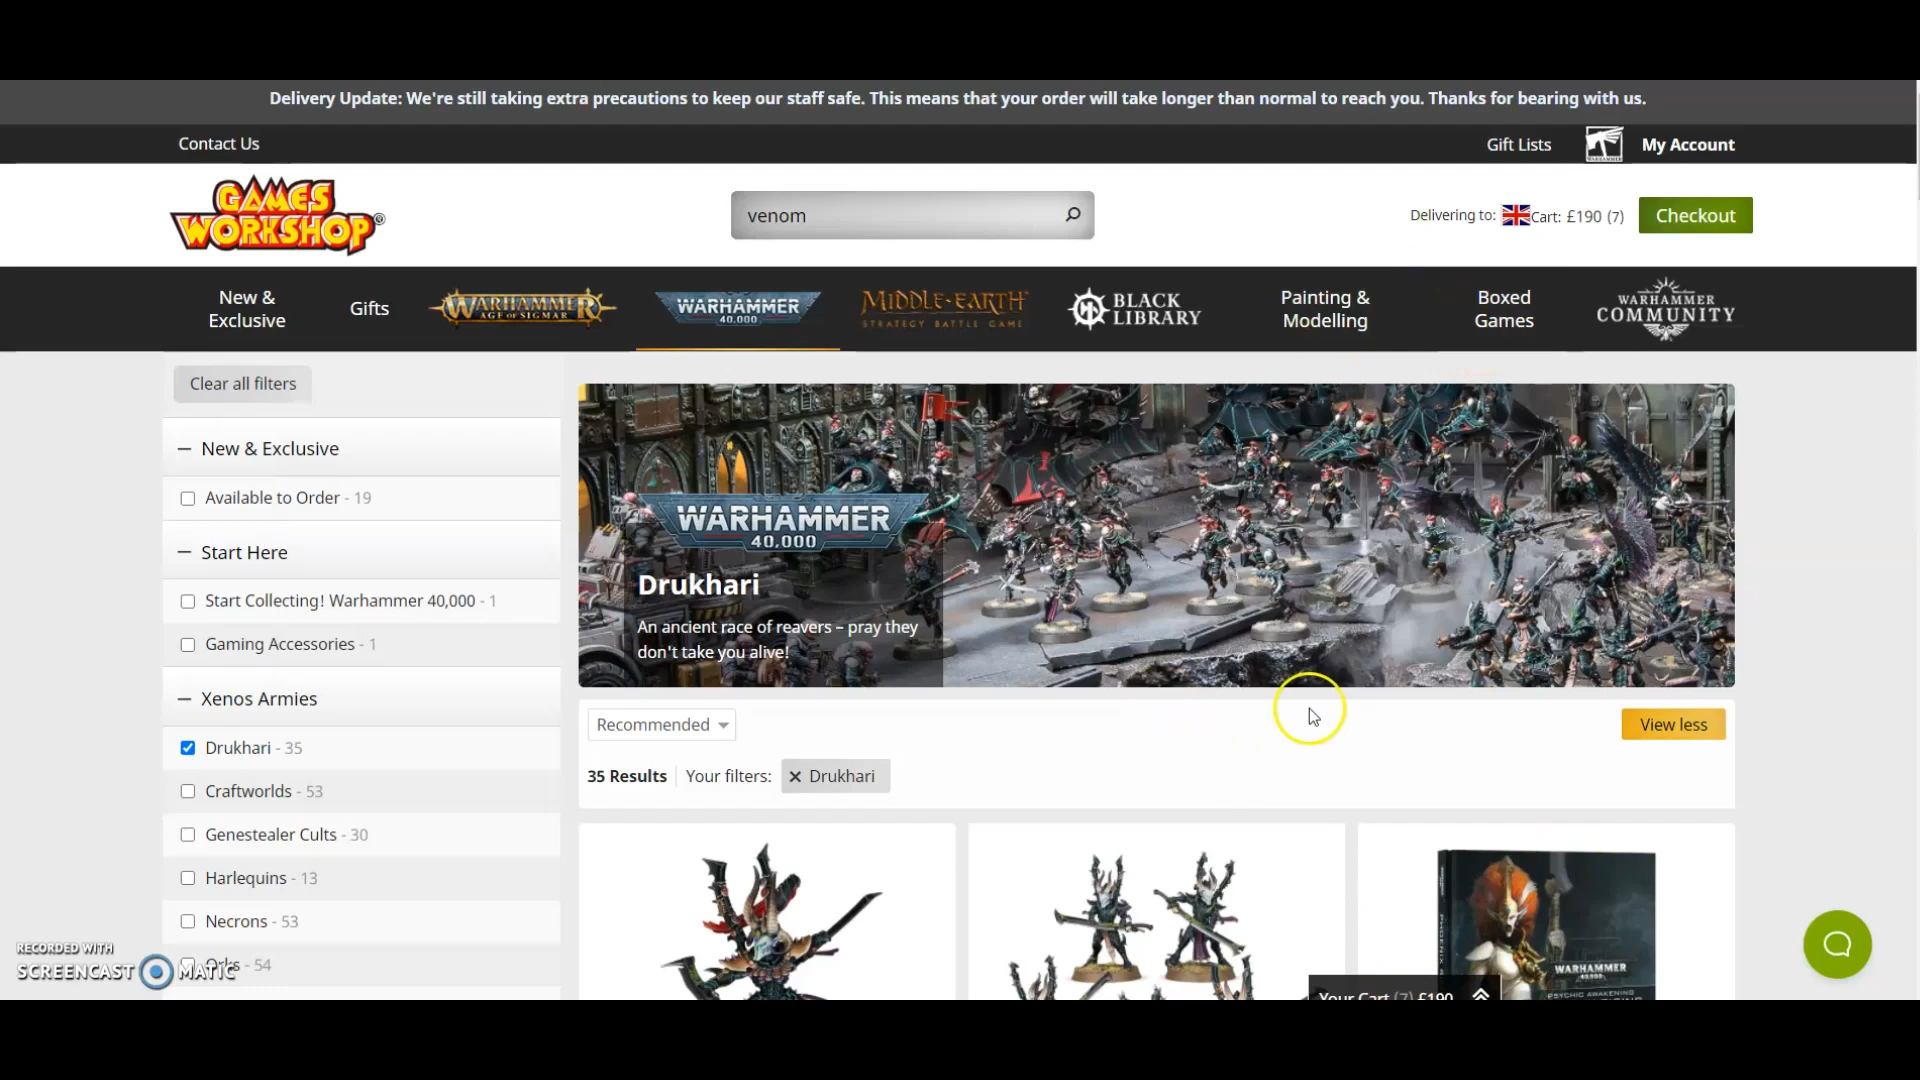 Delivery Update: We're still taking extra precautions to keep our staff safe. This means that your order will take longer than normal to reach you. Thanks for bearing with us.
Contact Us
Gift Lists
My Account
GAMES
WORKSHOP®
venom
Delivering to:
Cart: £190 (7)
Checkout
New &
Exclusive
Gifts
WARHAMMER
AGE OF SIGMAR
WARHAMMER
40,000
MIDDLE-EARTH
STRATEGY BATTLE GAME
BLACK
LIBRARY
Painting &
Modelling
Boxed
Games
WARHAMMER
COMMUNITY
Clear all filters
New & Exclusive
Available to Order - 19
Start Here
Start Collecting! Warhammer 40,000 - 1
Gaming Accessories - 1
Xenos Armies
Drukhari - 35
Craftworlds - 53
Genestealer Cults - 30
Harlequins - 13
Necrons - 53
Orks - 54
WARHAMMER
40,000
Drukhari
An ancient race of reavers – pray they
don't take you alive!
Recommended
View less
35 Results
Your filters:
Drukhari
WARHAMMER
PSYCHIC AWAKENING
Your Cart (7) £190
RECORDED WITH
SCREENCAST MATIC